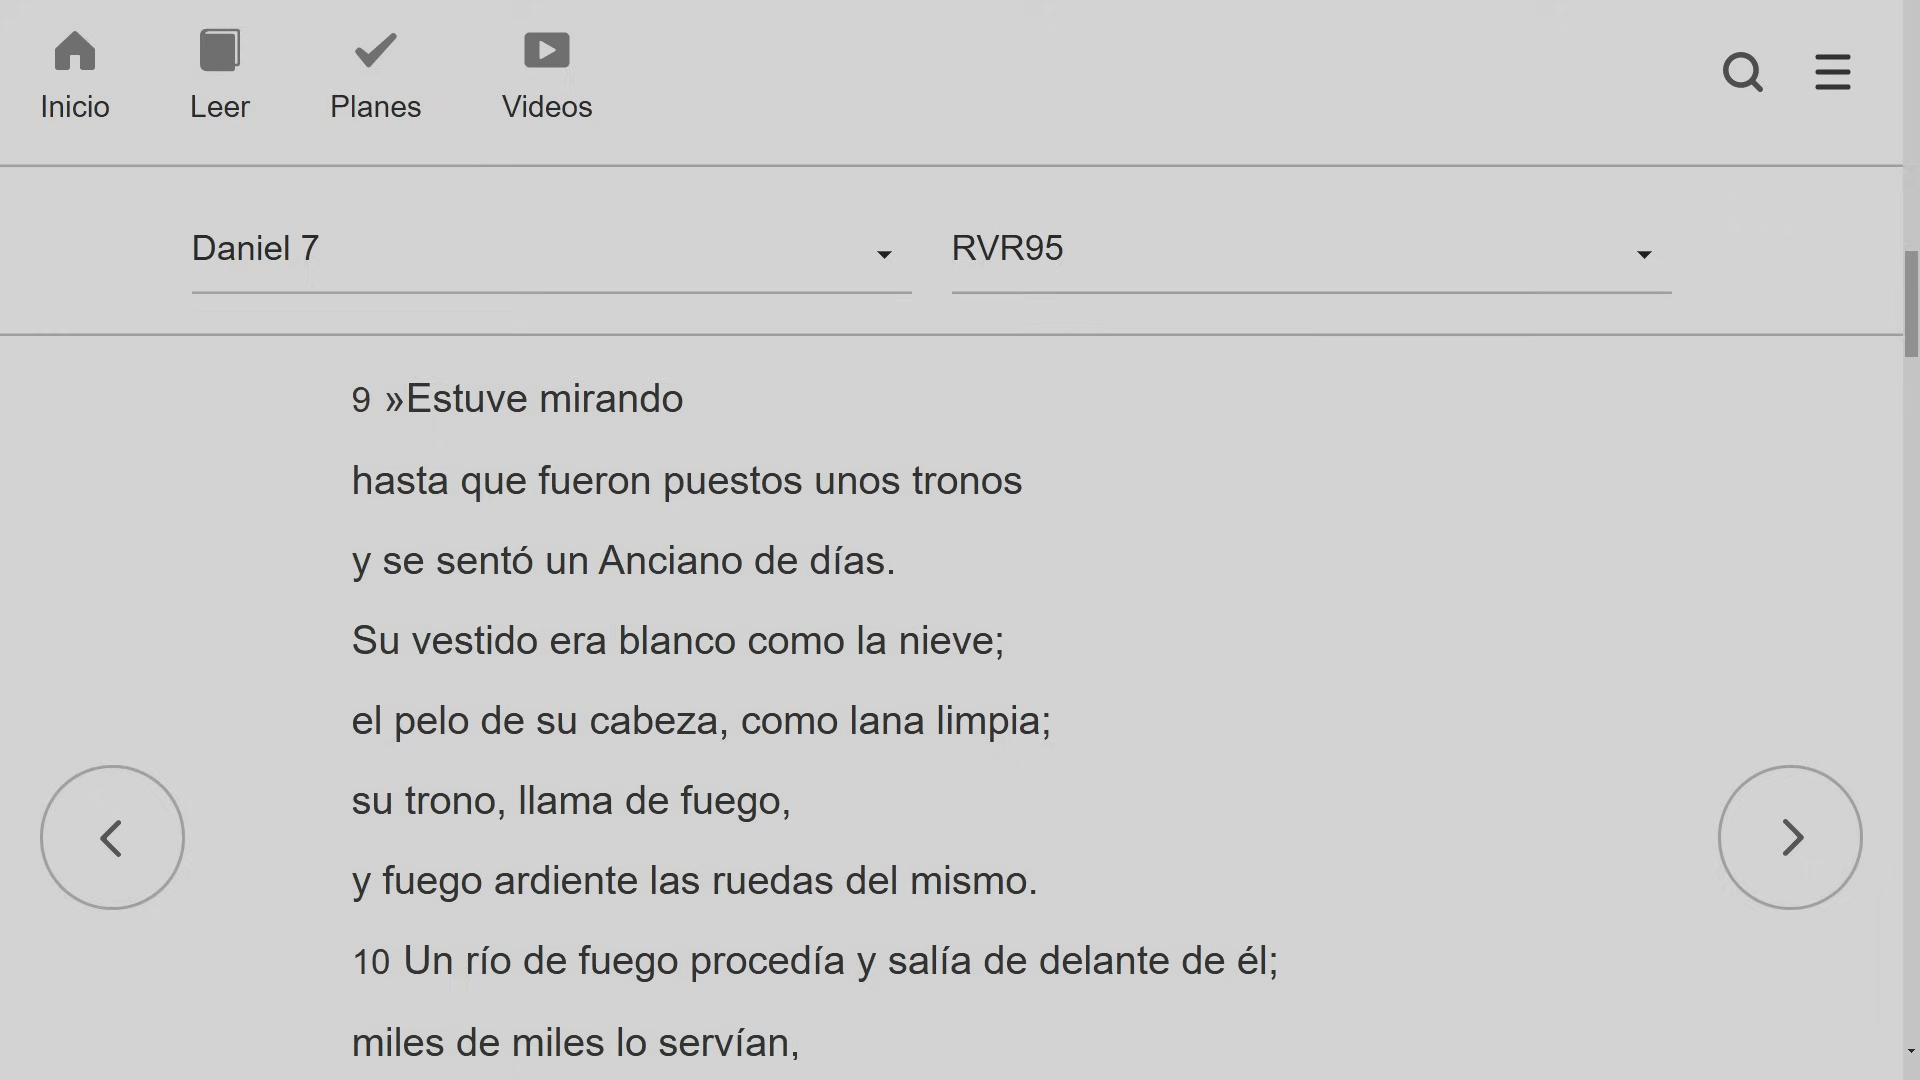 Inicio Leer Planes Videos
Daniel 7 RVR95
9 »Estuve mirando
hasta que fueron puestos unos tronos
y se sentó un Anciano de días.
Su vestido era blanco como la nieve;
el pelo de su cabeza, como lana limpia;
su trono, llama de fuego,
y fuego ardiente las ruedas del mismo.
10 Un río de fuego procedía y salía de delante de él;
miles de miles lo servían,